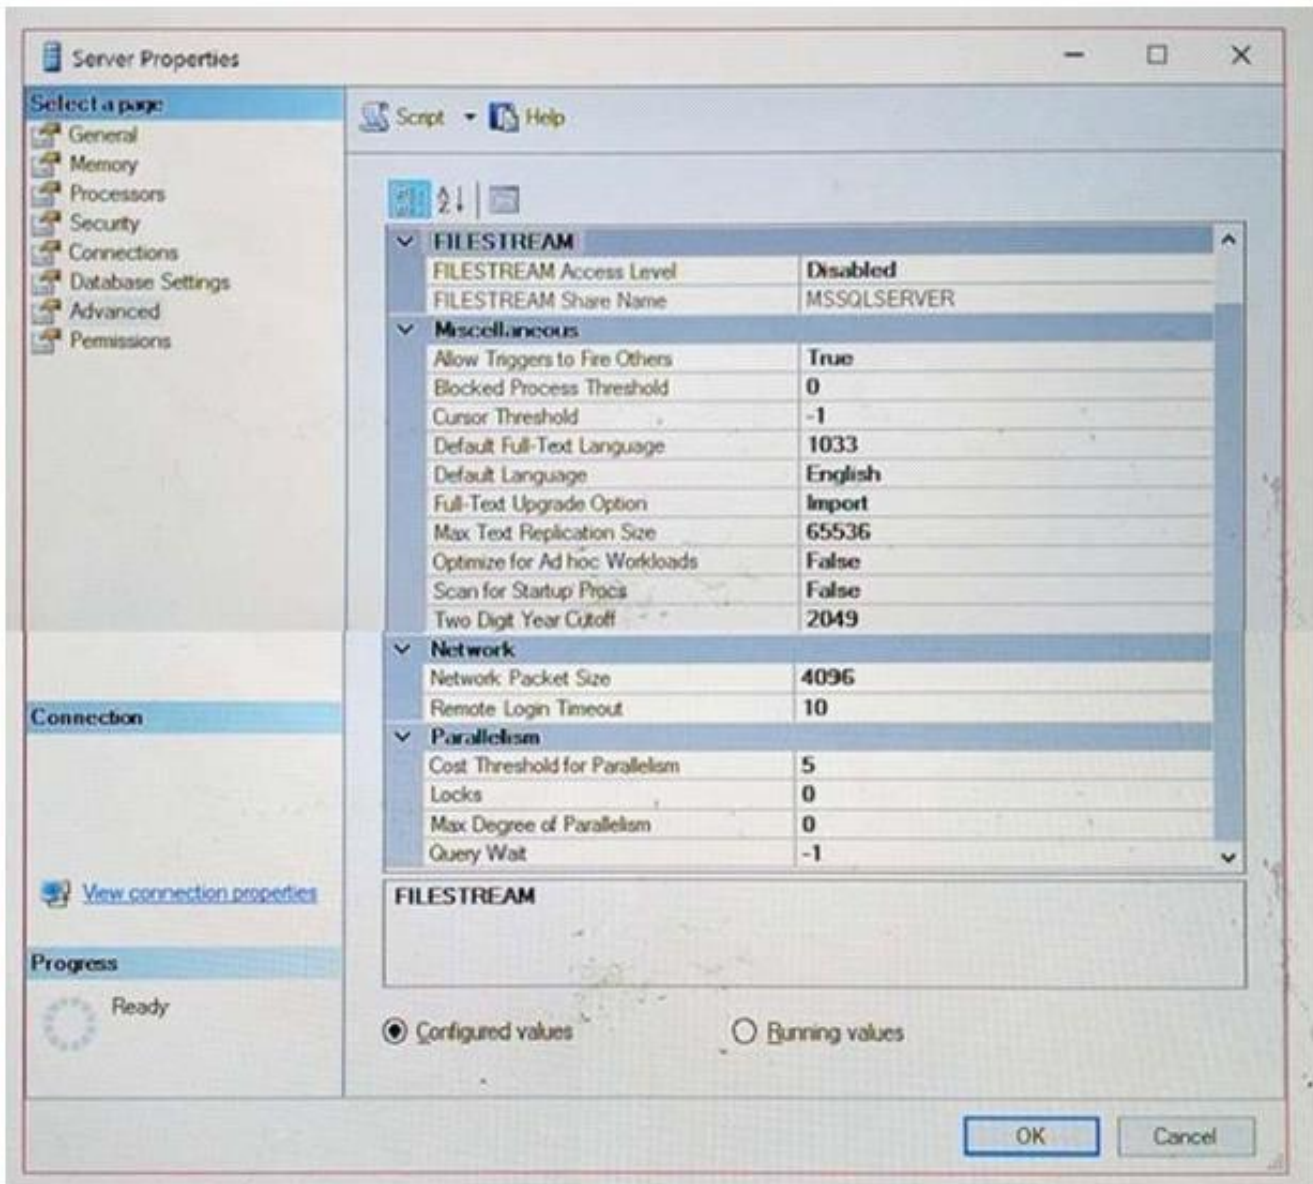 Server Properties
Select a page
General
Memory
Processors
Security
Connections
Database Settings
Advanced
Permissions
Connection
View connection properties
Progress
Ready
Script Help
FILESTREAM
FILESTREAM Access Level Disabled
FILESTREAM Share Name MSSQLSERVER
Miscellaneous
Allow Triggers to Fire Others True
Blocked Process Threshold 0
Cursor Threshold -1
Default Full-Text Language 1033
Default Language English
Full-Text Upgrade Option Import
Max Text Replication Size 65536
Optimize for Ad hoc Workloads False
Scan for Startup Procs False
Two Digit Year Cutoff 2049
Network
Network Packet Size 4096
Remote Login Timeout 10
Parallelism
Cost Threshold for Parallelism 5
Locks 0
Max Degree of Parallelism 0
Query Wait -1
FILESTREAM
Configured values Running values
OK Cancel